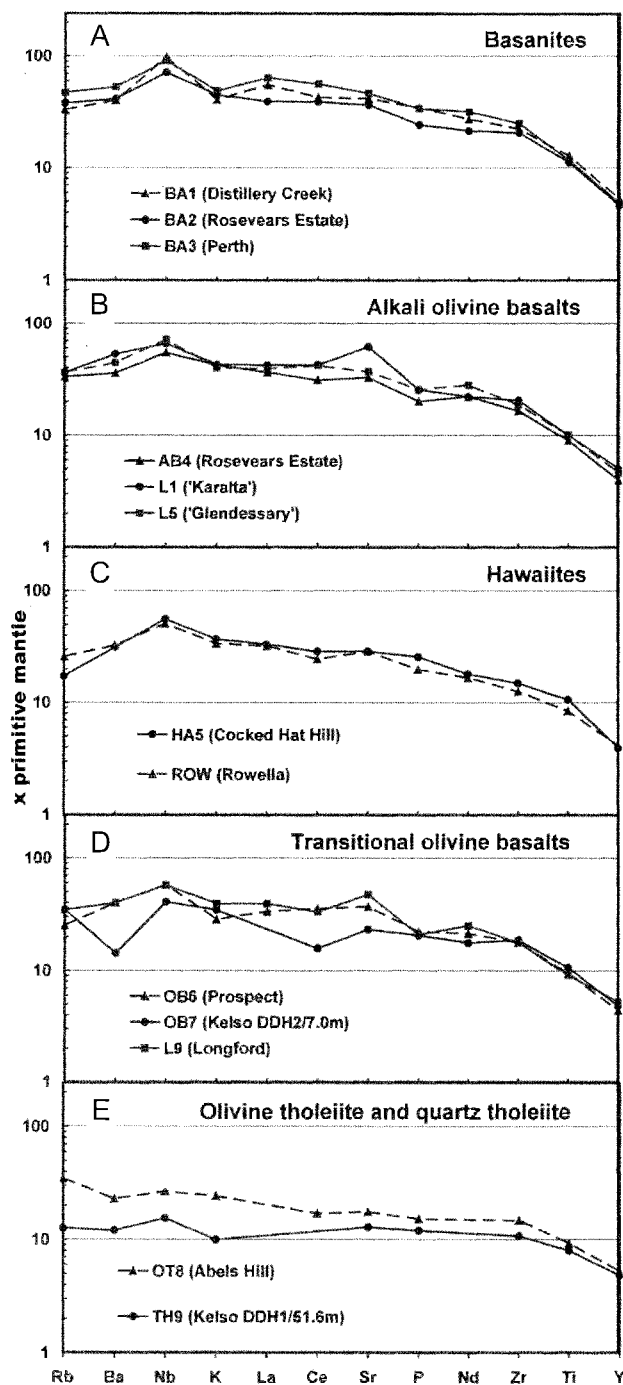 A
Basanites
100
10
1
BA1 (Distillery Creek)
BA2 (Rosevears Estate)
BA3 (Perth)
B
Alkali olivine basalts
100
10
1
AB4 (Rosevears Estate)
L1 ('Karalta')
L5 ('Glendessary')
C
Hawaiites
100
10
1
HA5 (Cocked Hat Hill)
ROW (Rowella)
x primitive mantle
D
Transitional olivine basalts
100
10
1
OB6 (Prospect)
OB7 (Kelso DDH2/7.0m)
L9 (Longford)
E
Olivine tholeiite and quartz tholeiite
100
10
1
OT8 (Abels Hill)
TH9 (Kelso DDH1/51.6m)
Rb Ba Nb K La Ce Sr P Nd Zr Ti Y